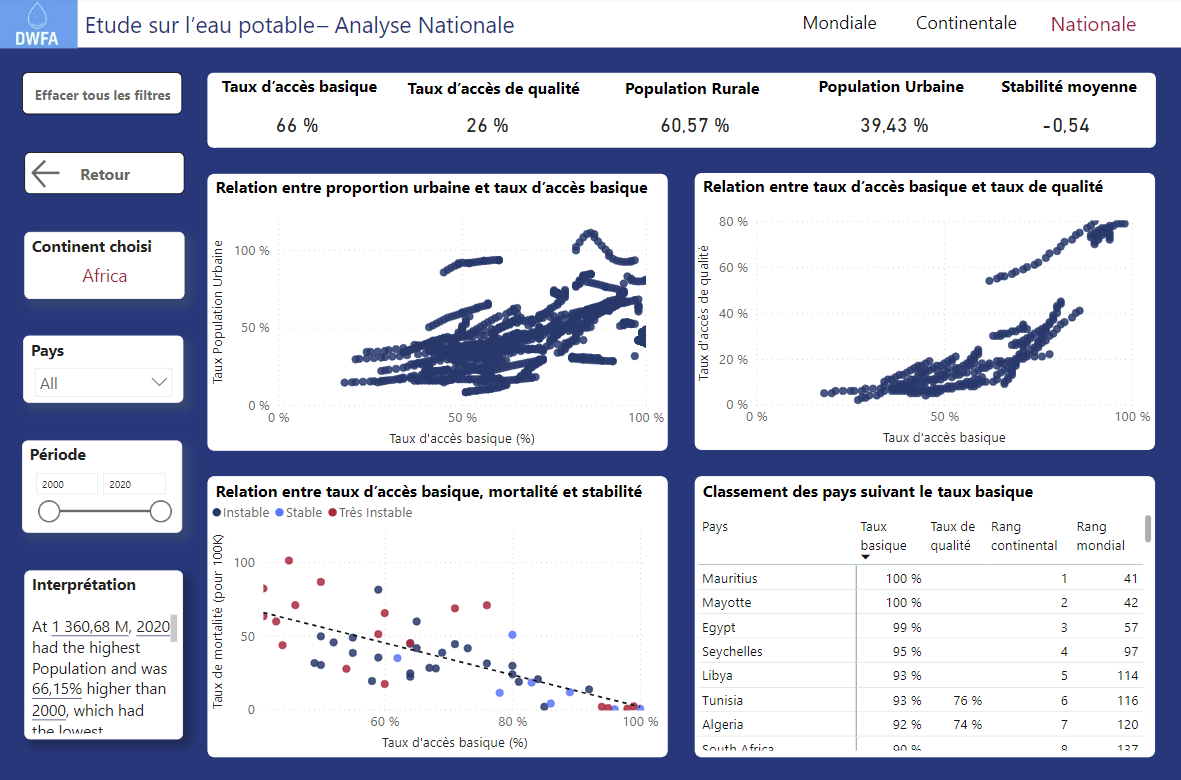 DWFA
Etude sur l’eau potable– Analyse Nationale
Mondiale
Continentale
Nationale
Effacer tous les filtres
Retour
Continent choisi
Africa
Pays
All
Période
2000 2020
Interprétation
At 1 360,68 M, 2020
had the highest
Population and was
66,15% higher than
2000, which had
the lowest
Taux d’accès basique
66 %
Taux d’accès de qualité
26 %
Population Rurale
60,57 %
Population Urbaine
39,43 %
Stabilité moyenne
-0,54
Relation entre proportion urbaine et taux d’accès basique
Taux Population Urbaine
100 %
50 %
0 %
0 % 50 % 100 %
Taux d'accès basique (%)
Relation entre taux d’accès basique et taux de qualité
Taux d'accès de qualité
80 %
60 %
40 %
20 %
0 %
0 % 50 % 100 %
Taux d'accès basique
Relation entre taux d’accès basique, mortalité et stabilité
Instable Stable Très Instable
Taux de mortalité (pour 100K)
100
50
0
60 % 80 % 100 %
Taux d'accès basique (%)
Classement des pays suivant le taux basique
Pays Taux basique Taux de qualité Rang continental Rang mondial
Mauritius 100 % 1 41
Mayotte 100 % 2 42
Egypt 99 % 3 57
Seychelles 95 % 4 97
Libya 93 % 5 114
Tunisia 93 % 76 % 6 116
Algeria 92 % 74 % 7 120
South Africa 90 % 8 137